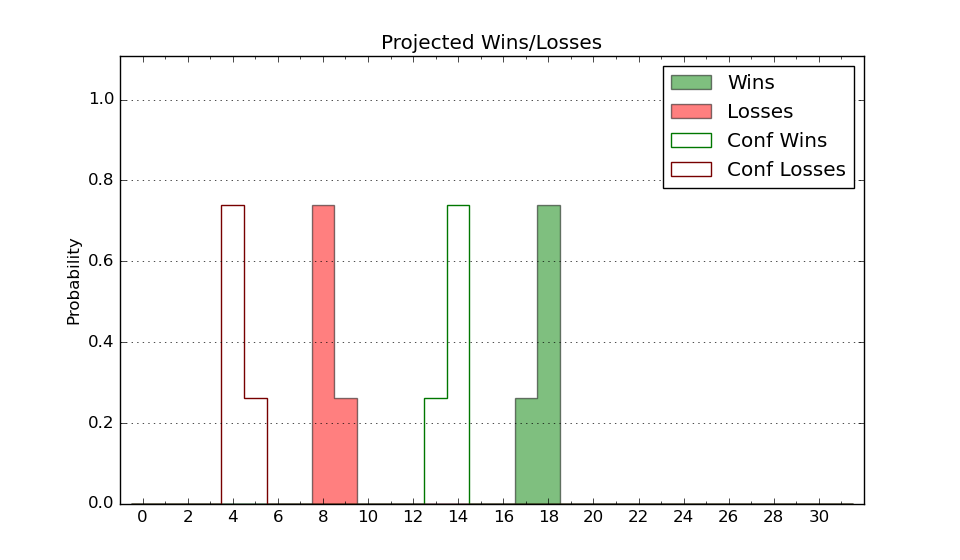 Projected Wins/Losses
Wins
Losses
Conf Wins
Conf Losses
Probability
1.0
0.8
0.6
0.4
0.2
0.0
0 2 4 6 8 10 12 14 16 18 20 22 24 26 28 30